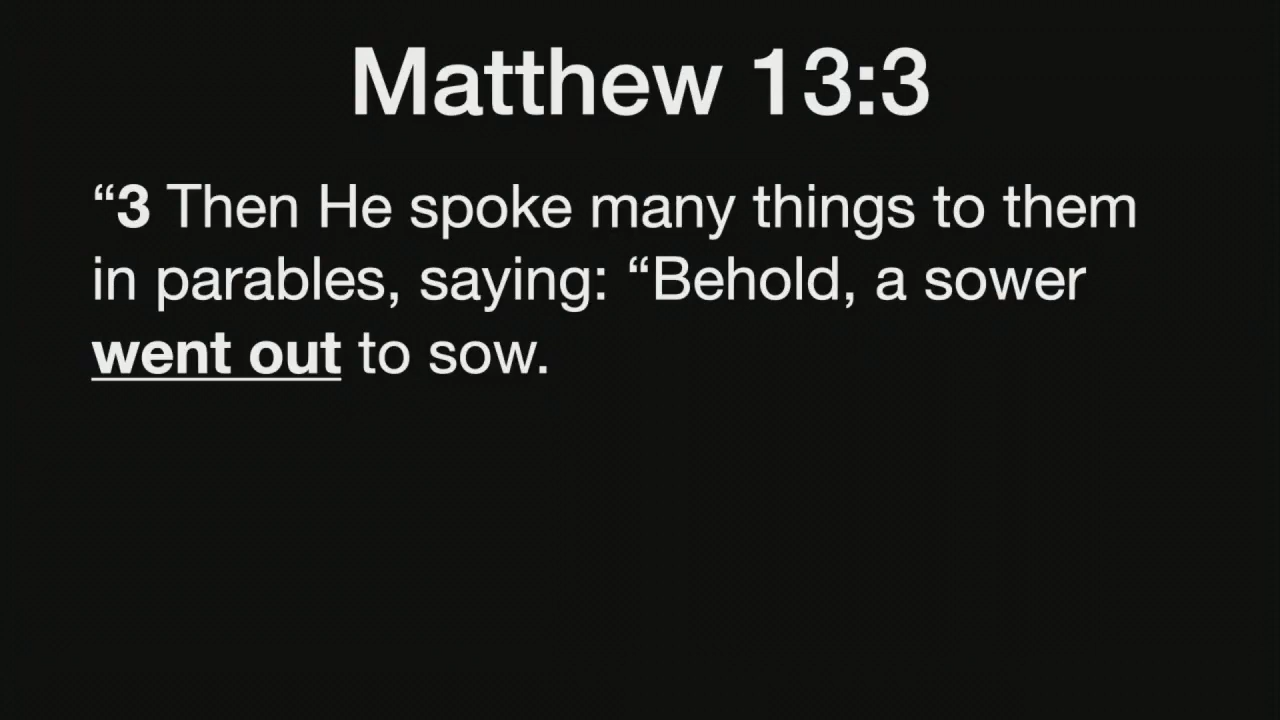 Matthew 13:3
“3 Then He spoke many things to them
in parables, saying: “Behold, a sower
went out to sow.